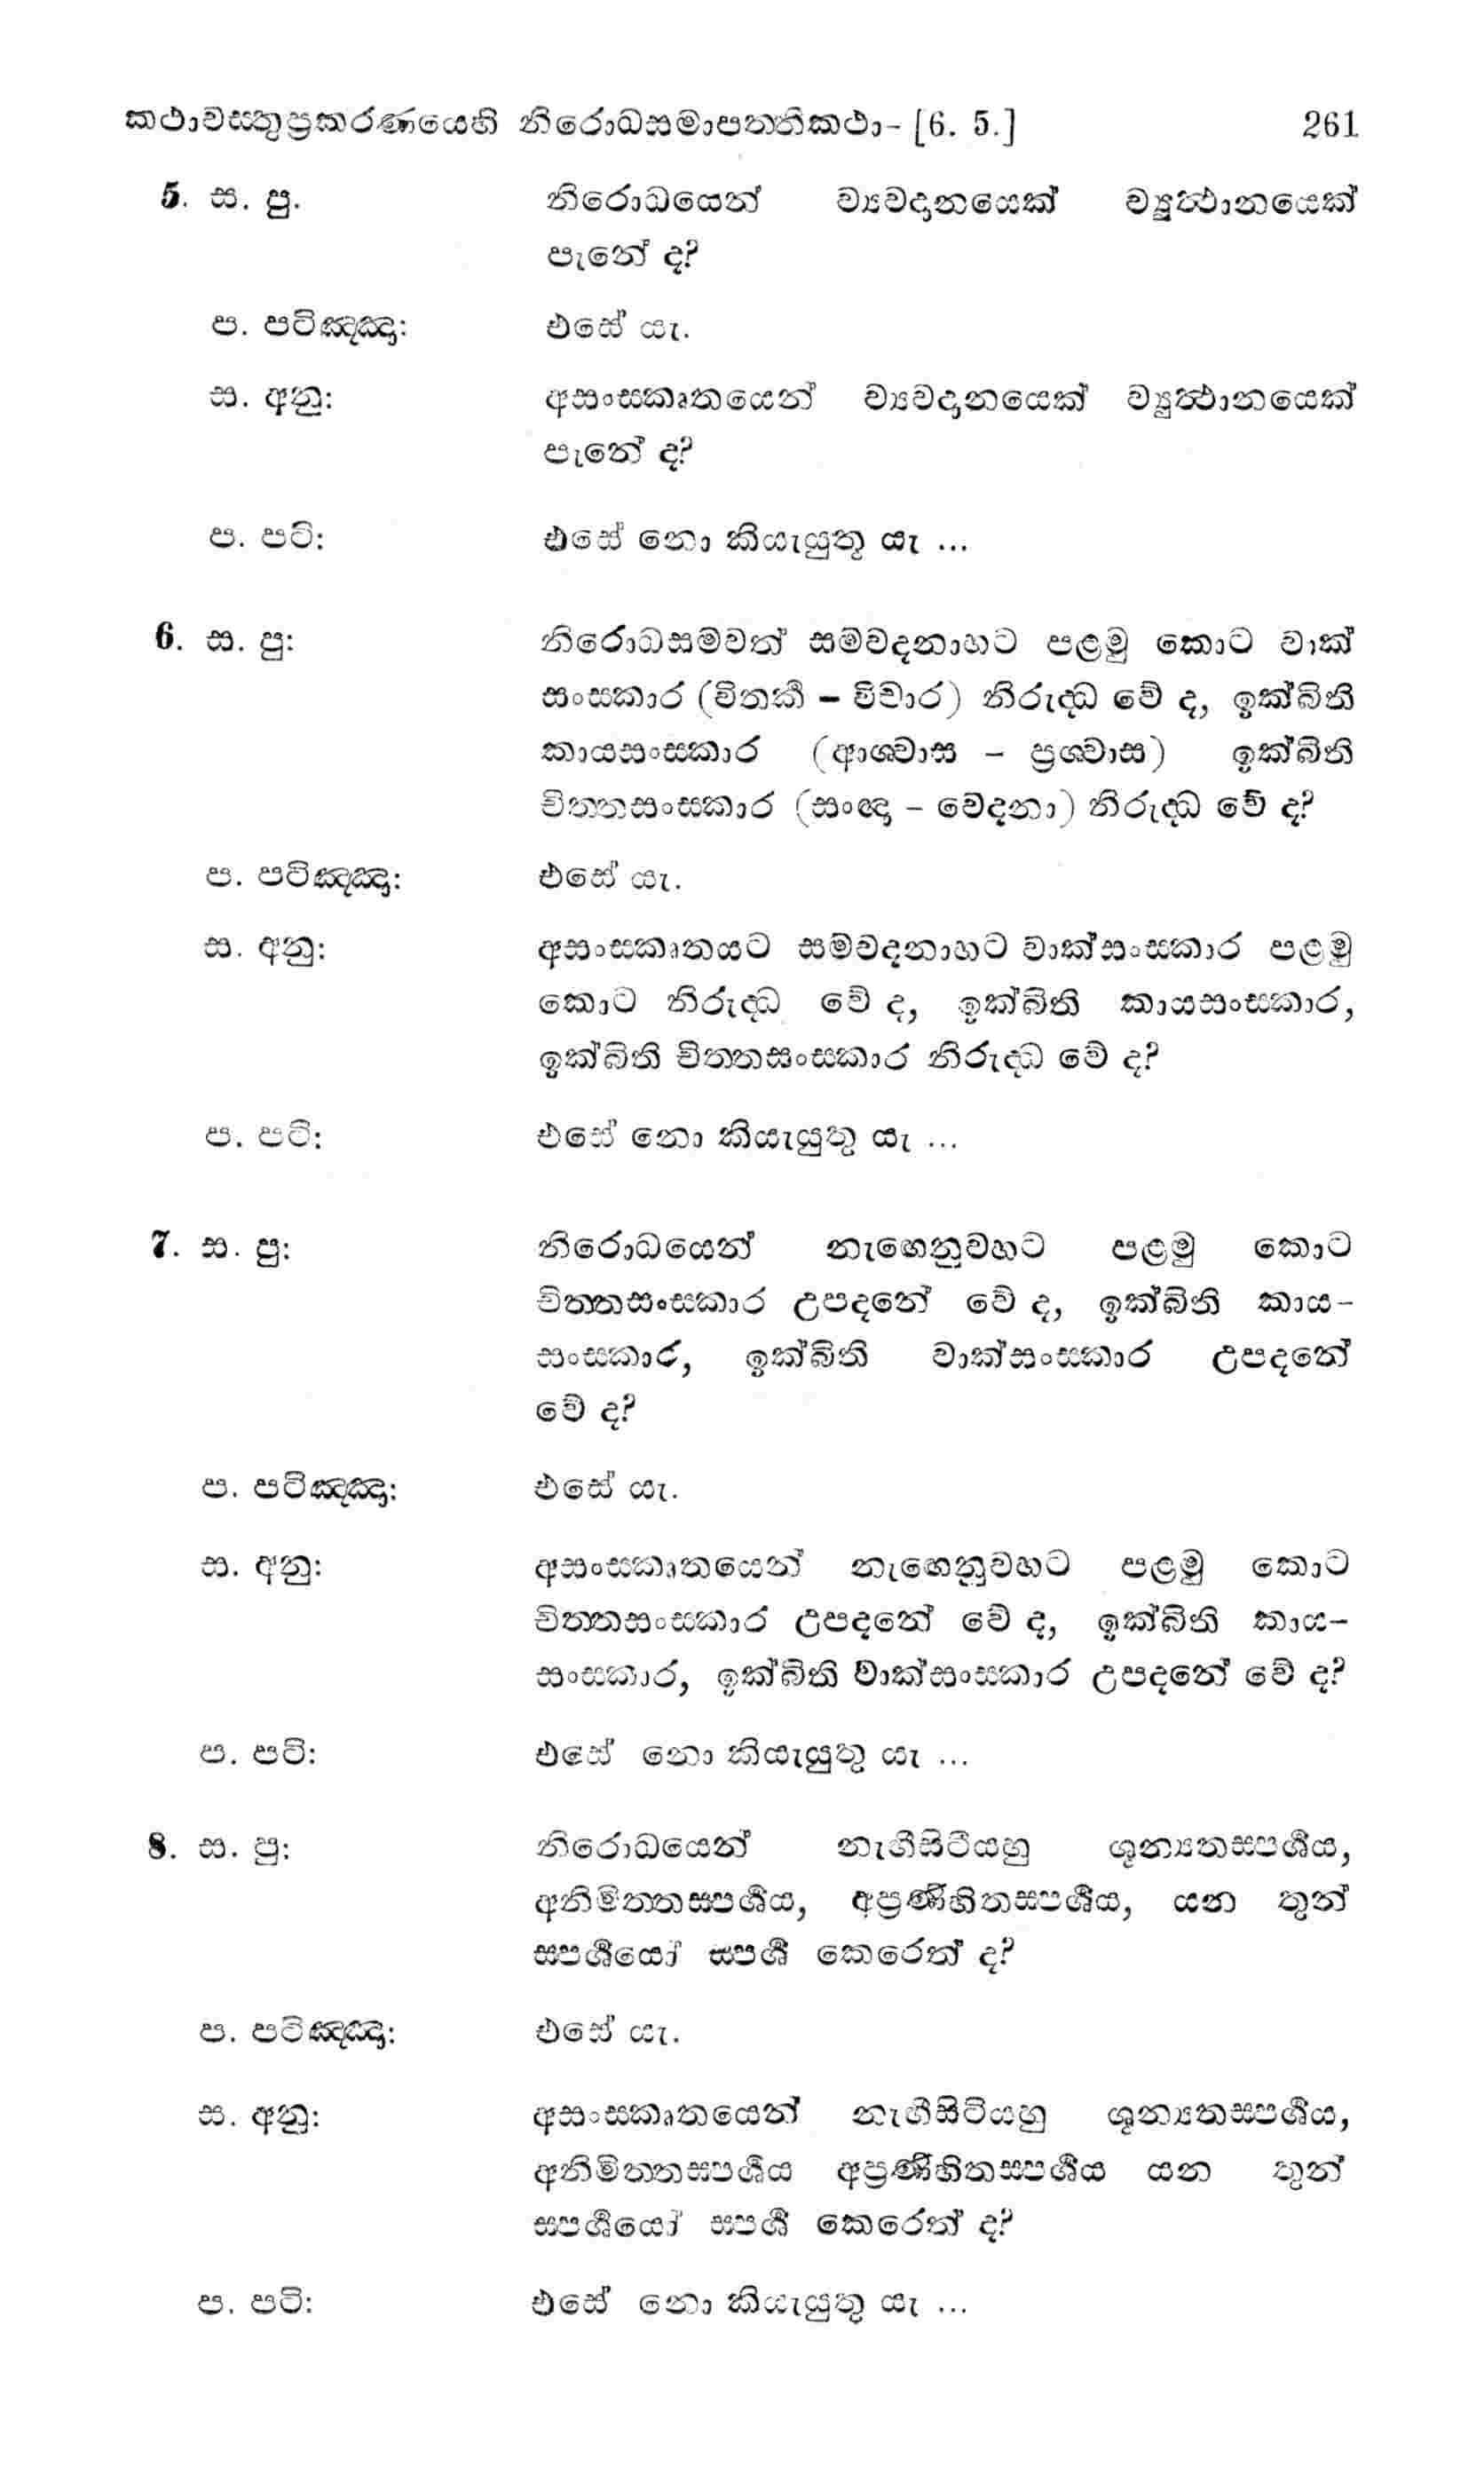 කථාවස්තුප්‍රකරණයෙහි නිරොධසමාපත්තිකථා- [6. 5.] 261
5. ස. පු. නිරොධයෙන් ව්‍යවදානයෙක් ව්‍යුත්ථානයෙක්
පැනේ ද?
ප. පටිඤ්ඤා: එසේ යැ.
ස. අනු: අසංස්කෘතයෙන් ව්‍යවදානයෙක් ව්‍යුත්ථානයෙක්
පැනේ ද?
ප. පටි: එසේ නො කියැයුතු යැ ...
6. ස. පු: නිරොධසමවත් සමවදනාහට පළමු කොට වාක්
සංස්කාර (විතර්ක – විචාර) නිරුද්ධ වේ ද, ඉක්බිති
කායසංස්කාර (ආශ්වාස – ප්‍රශ්වාස) ඉක්බිති
චිත්තසංස්කාර (සංඥා – වේදනා) නිරුද්ධ වේ ද?
ප. පටිඤ්ඤා: එසේ යැ.
ස. අනු: අසංස්කෘතයට සමවදනාහට වාක්සංස්කාර පළමු
කොට නිරුද්ධ වේ ද, ඉක්බිති කායසංස්කාර,
ඉක්බිති චිත්තසංස්කාර නිරුද්ධ වේ ද?
ප. පටි: එසේ නො කියැයුතු යැ ...
7. ස. පු: නිරොධයෙන් නැඟෙනුවහට පළමු කොට
චිත්තසංස්කාර උපදනේ වේ ද, ඉක්බිති කාය-
සංස්කාර, ඉක්බිති වාක්සංස්කාර උපදනේ
වේ ද?
ප. පටිඤ්ඤා: එසේ යැ.
ස. අනු: අසංස්කෘතයෙන් නැඟෙනුවහට පළමු කොට
චිත්තසංස්කාර උපදනේ වේ ද, ඉක්බිති කාය-
සංස්කාර, ඉක්බිති වාක්සංස්කාර උපදනේ වේ ද?
ප. පටි: එසේ නො කියැයුතු යැ ...
8. ස. පු: නිරොධයෙන් නැගීසිටියහු ශූන්‍යතස්පර්ශය,
අනිමිත්තස්පර්ශය, අප්‍රණිහිතස්පර්ශය, යන තුන්
ස්පර්ශයෝ ස්පර්ශ කෙරෙත් ද?
ප. පටිඤ්ඤා: එසේ යැ.
ස. අනු: අසංස්කෘතයෙන් නැගීසිටියහු ශූන්‍යතස්පර්ශය,
අනිමිත්තස්පර්ශය අප්‍රණිහිතස්පර්ශය යන තුන්
ස්පර්ශයෝ ස්පර්ශ කෙරෙත් ද?
ප. පටි: එසේ නො කියැයුතු යැ ...